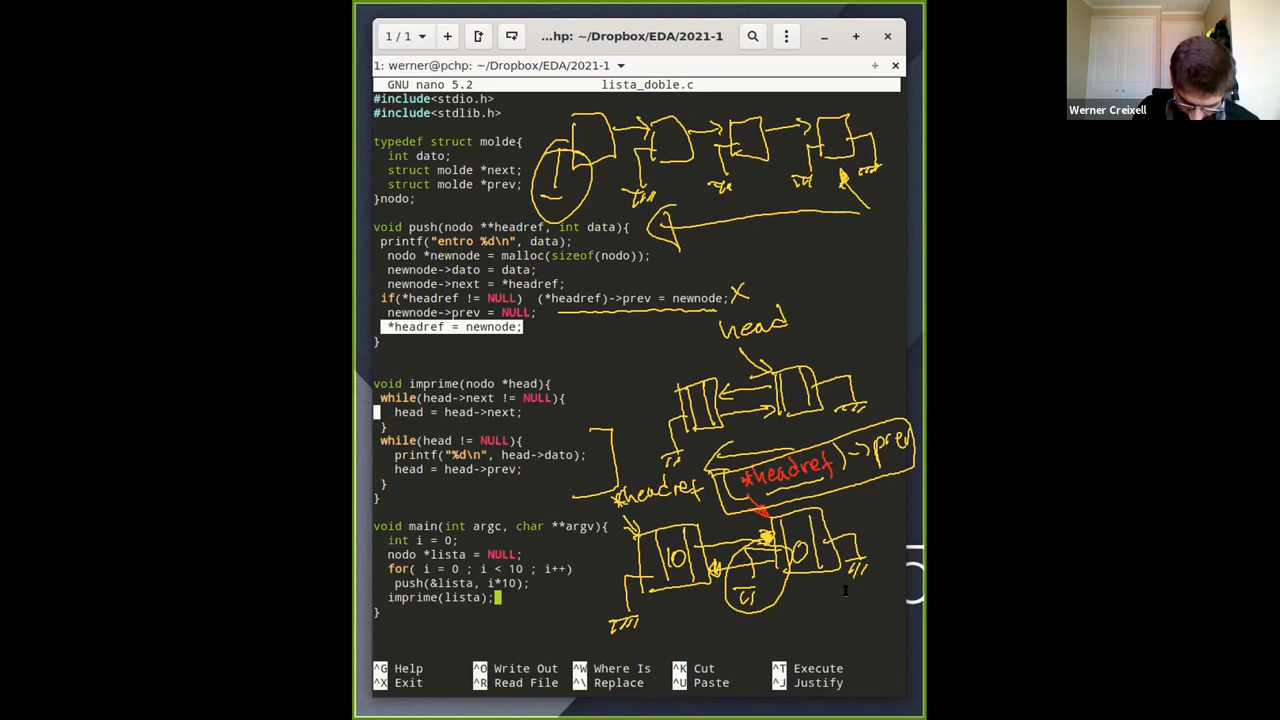 1 / 1
...hp: ~/Dropbox/EDA/2021-1
1: werner@pchp: ~/Dropbox/EDA/2021-1
GNU nano 5.2 lista_doble.c
#include<stdio.h>
#include<stdlib.h>
typedef struct molde{
int dato;
struct molde *next;
struct molde *prev;
}nodo;
void push(nodo **headref, int data){
printf("entro %d\n", data);
nodo *newnode = malloc(sizeof(nodo));
newnode->dato = data;
newnode->next = *headref;
if(*headref != NULL) (*headref)->prev = newnode; X
newnode->prev = NULL;
*headref = newnode;
}
head
void imprime(nodo *head){
while(head->next != NULL){
head = head->next;
}
while(head != NULL){
printf("%d\n", head->dato);
head = head->prev;
}
}
(*headref)->prev
*headref
void main(int argc, char **argv){
int i = 0;
nodo *lista = NULL;
for( i = 0 ; i < 10 ; i++)
push(&lista, i*10);
imprime(lista);
}
10 0
^G Help ^O Write Out ^W Where Is ^K Cut ^T Execute
^X Exit ^R Read File ^\ Replace ^U Paste ^J Justify
Werner Creixell